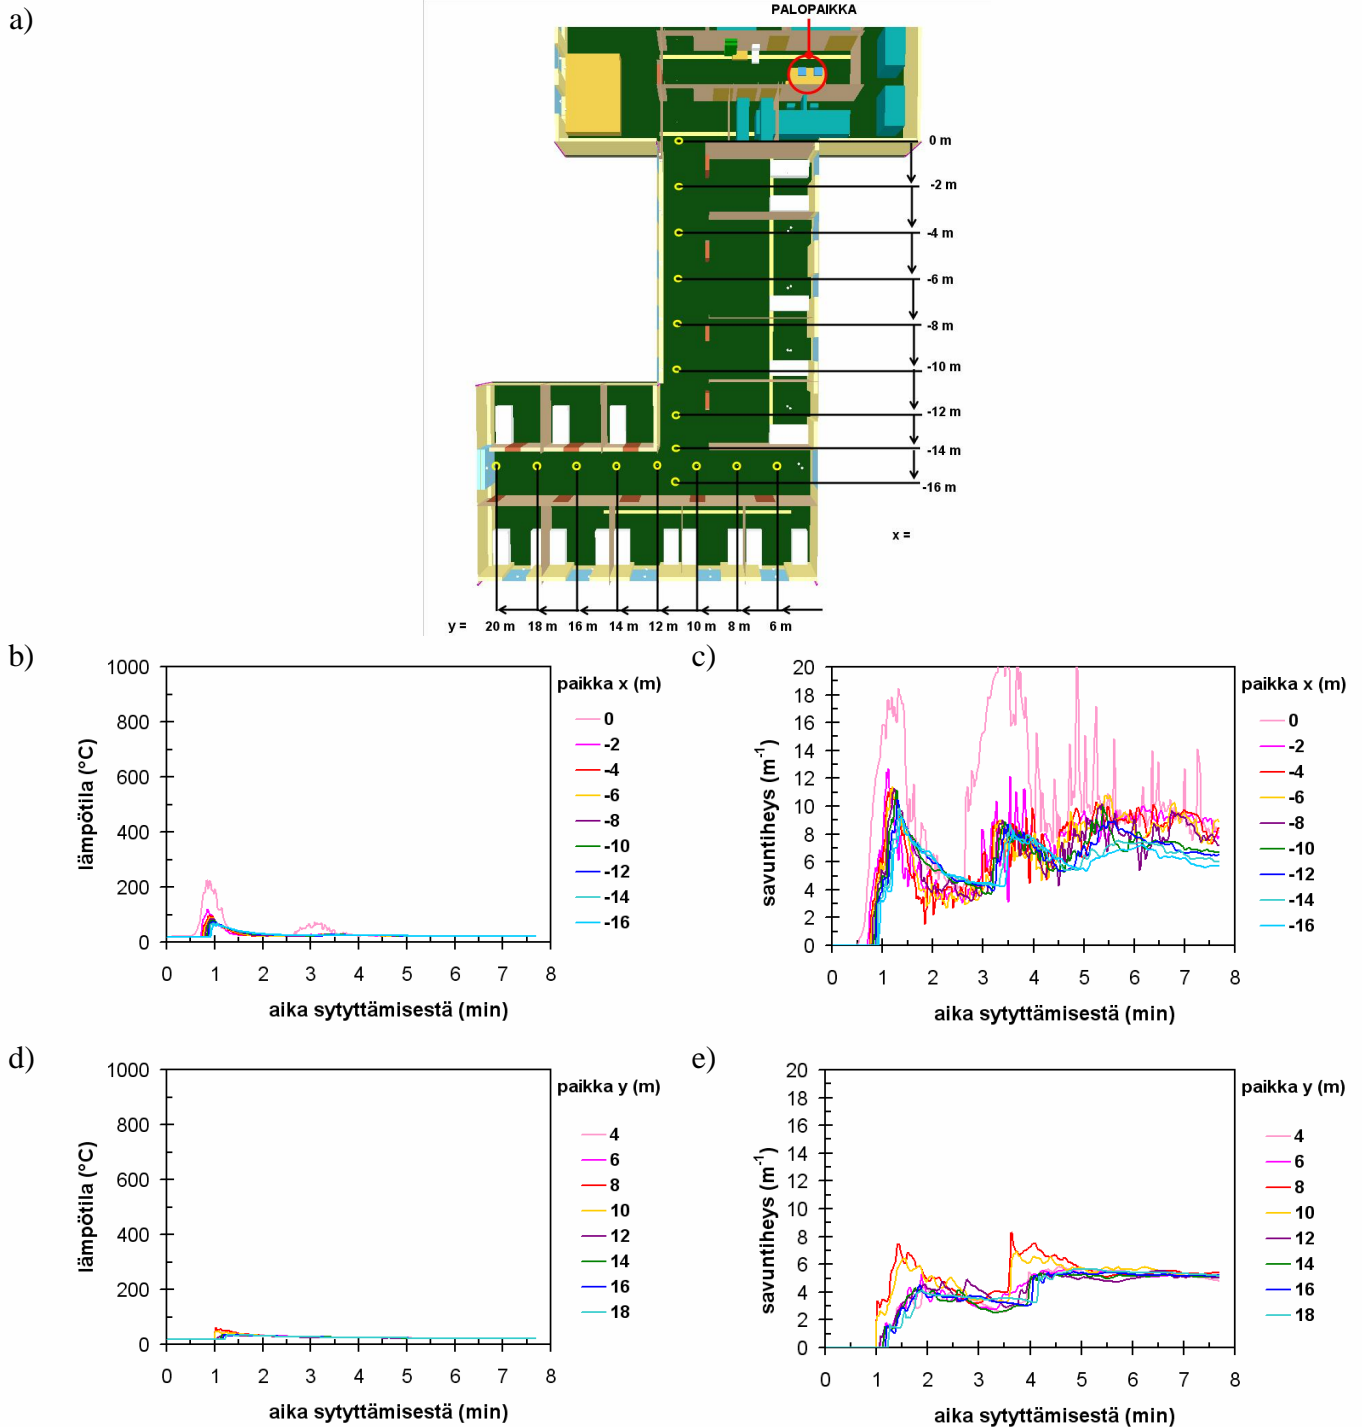 a)
PALOPAIKKA
0 m
-2 m
-4 m
-6 m
-8 m
-10 m
-12 m
-14 m
-16 m
x =
y = 20 m 18 m 16 m 14 m 12 m 10 m 8 m 6 m
b)
1000
800
600
400
200
0
lämpötila (°C)
0 1 2 3 4 5 6 7 8
aika sytyttämisestä (min)
paikka x (m)
0
-2
-4
-6
-8
-10
-12
-14
-16
c)
20
18
16
14
12
10
8
6
4
2
0
savuntiheys (m⁻¹)
0 1 2 3 4 5 6 7 8
aika sytyttämisestä (min)
paikka x (m)
0
-2
-4
-6
-8
-10
-12
-14
-16
d)
1000
800
600
400
200
0
lämpötila (°C)
0 1 2 3 4 5 6 7 8
aika sytyttämisestä (min)
paikka y (m)
4
6
8
10
12
14
16
18
e)
20
18
16
14
12
10
8
6
4
2
0
savuntiheys (m⁻¹)
0 1 2 3 4 5 6 7 8
aika sytyttämisestä (min)
paikka y (m)
4
6
8
10
12
14
16
18